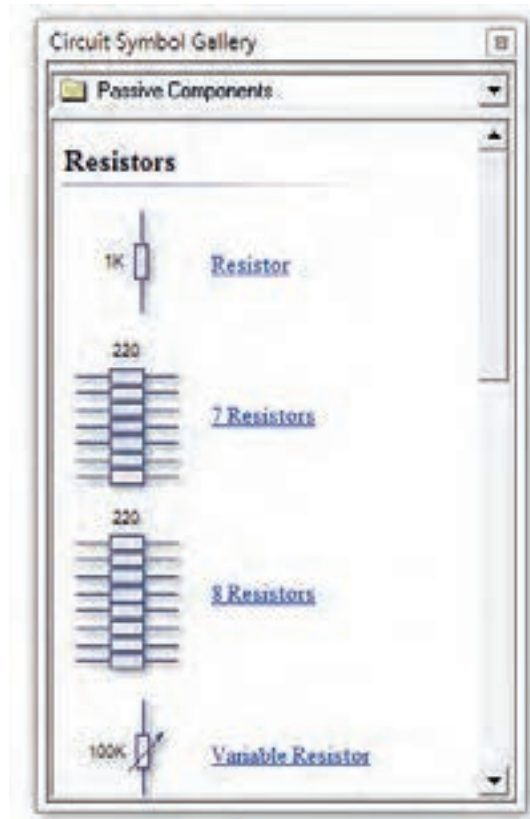 Circuit Symbol Gallery
Passive Components
Resistors
1K
Resistor
220
7 Resistors
220
8 Resistors
100K
Variable Resistor